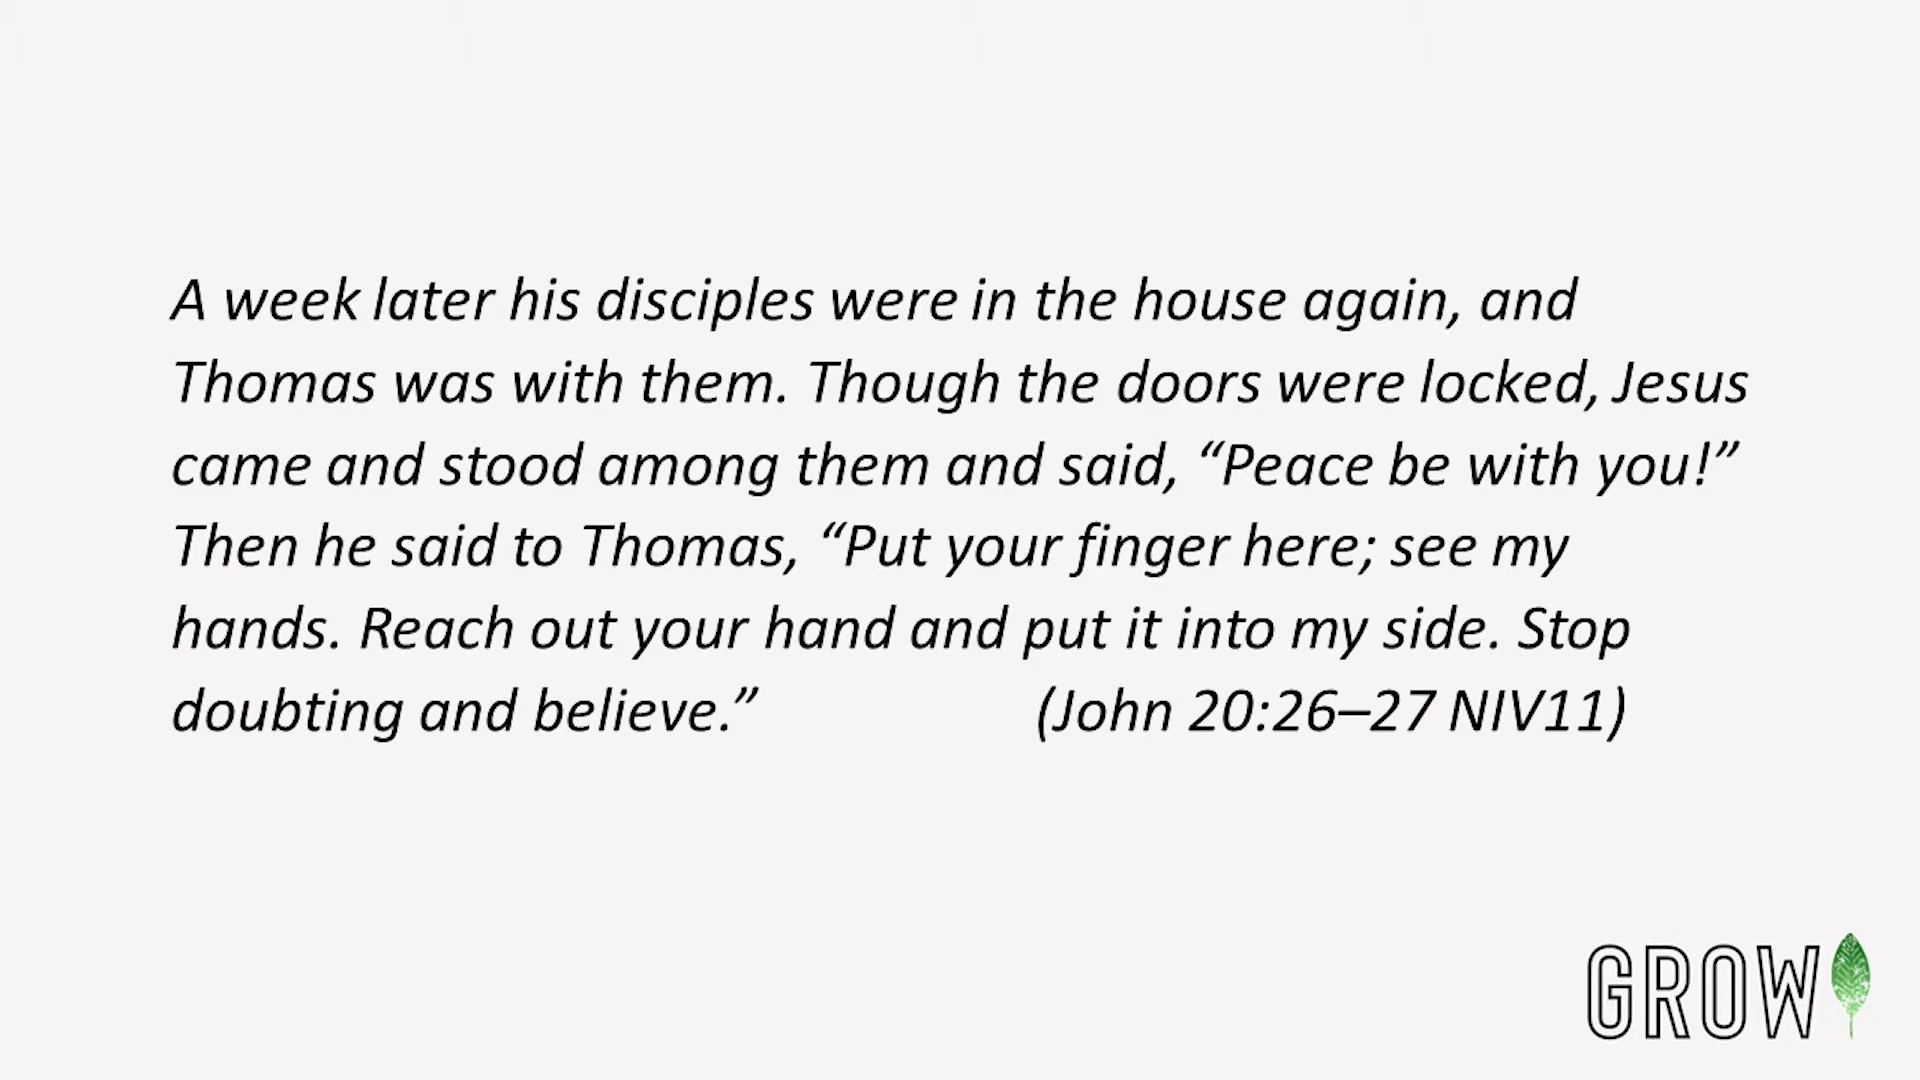 A week later his disciples were in the house again, and
Thomas was with them. Though the doors were locked, Jesus
came and stood among them and said, “Peace be with you!”
Then he said to Thomas, “Put your finger here; see my
hands. Reach out your hand and put it into my side. Stop
doubting and believe.” (John 20:26–27 NIV11)
GROW